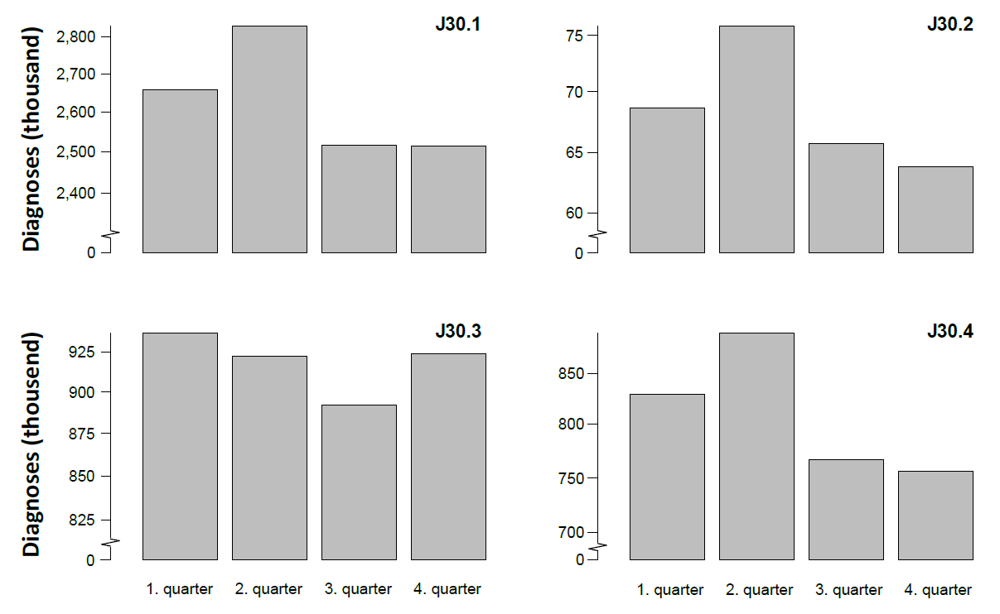 J30.1
Diagnoses (thousand)
2,800
2,700
2,600
2,500
2,400
0
J30.2
75
70
65
60
0
J30.3
Diagnoses (thousend)
925
900
875
850
825
0
1. quarter 2. quarter 3. quarter 4. quarter
J30.4
850
800
750
700
0
1. quarter 2. quarter 3. quarter 4. quarter